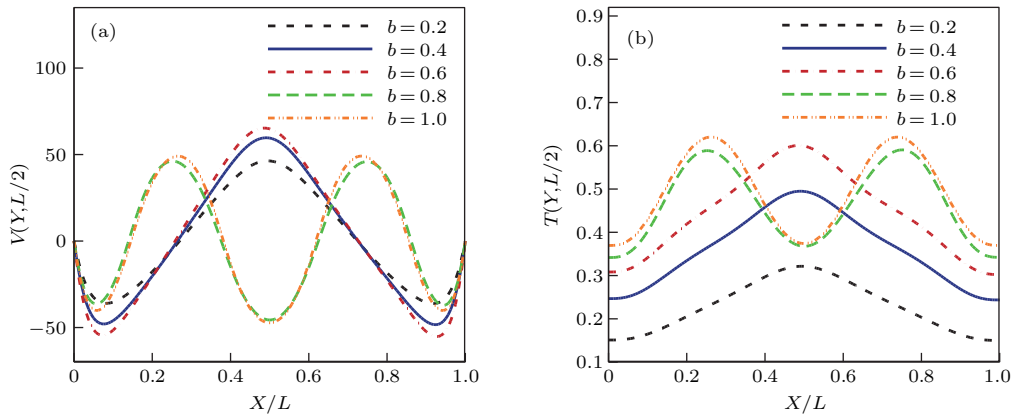 (a)
b = 0.2
b = 0.4
b = 0.6
b = 0.8
b = 1.0
100
50
0
−50
V(Y,L/2)
0 0.2 0.4 0.6 0.8 1.0
X/L
(b)
b = 0.2
b = 0.4
b = 0.6
b = 0.8
b = 1.0
0.9
0.8
0.7
0.6
0.5
0.4
0.3
0.2
0.1
T(Y,L/2)
0 0.2 0.4 0.6 0.8 1.0
X/L